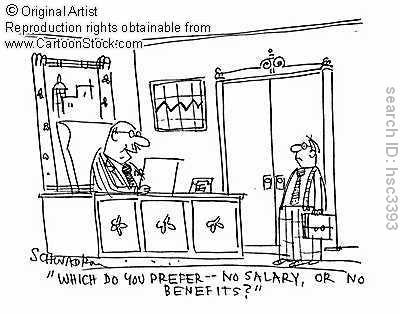 © Original Artist
Reproduction rights obtainable from
www.CartoonStock.com
search ID: hsc3393
SCHWADRON
"WHICH DO YOU PREFER-- NO SALARY, OR NO
BENEFITS?"